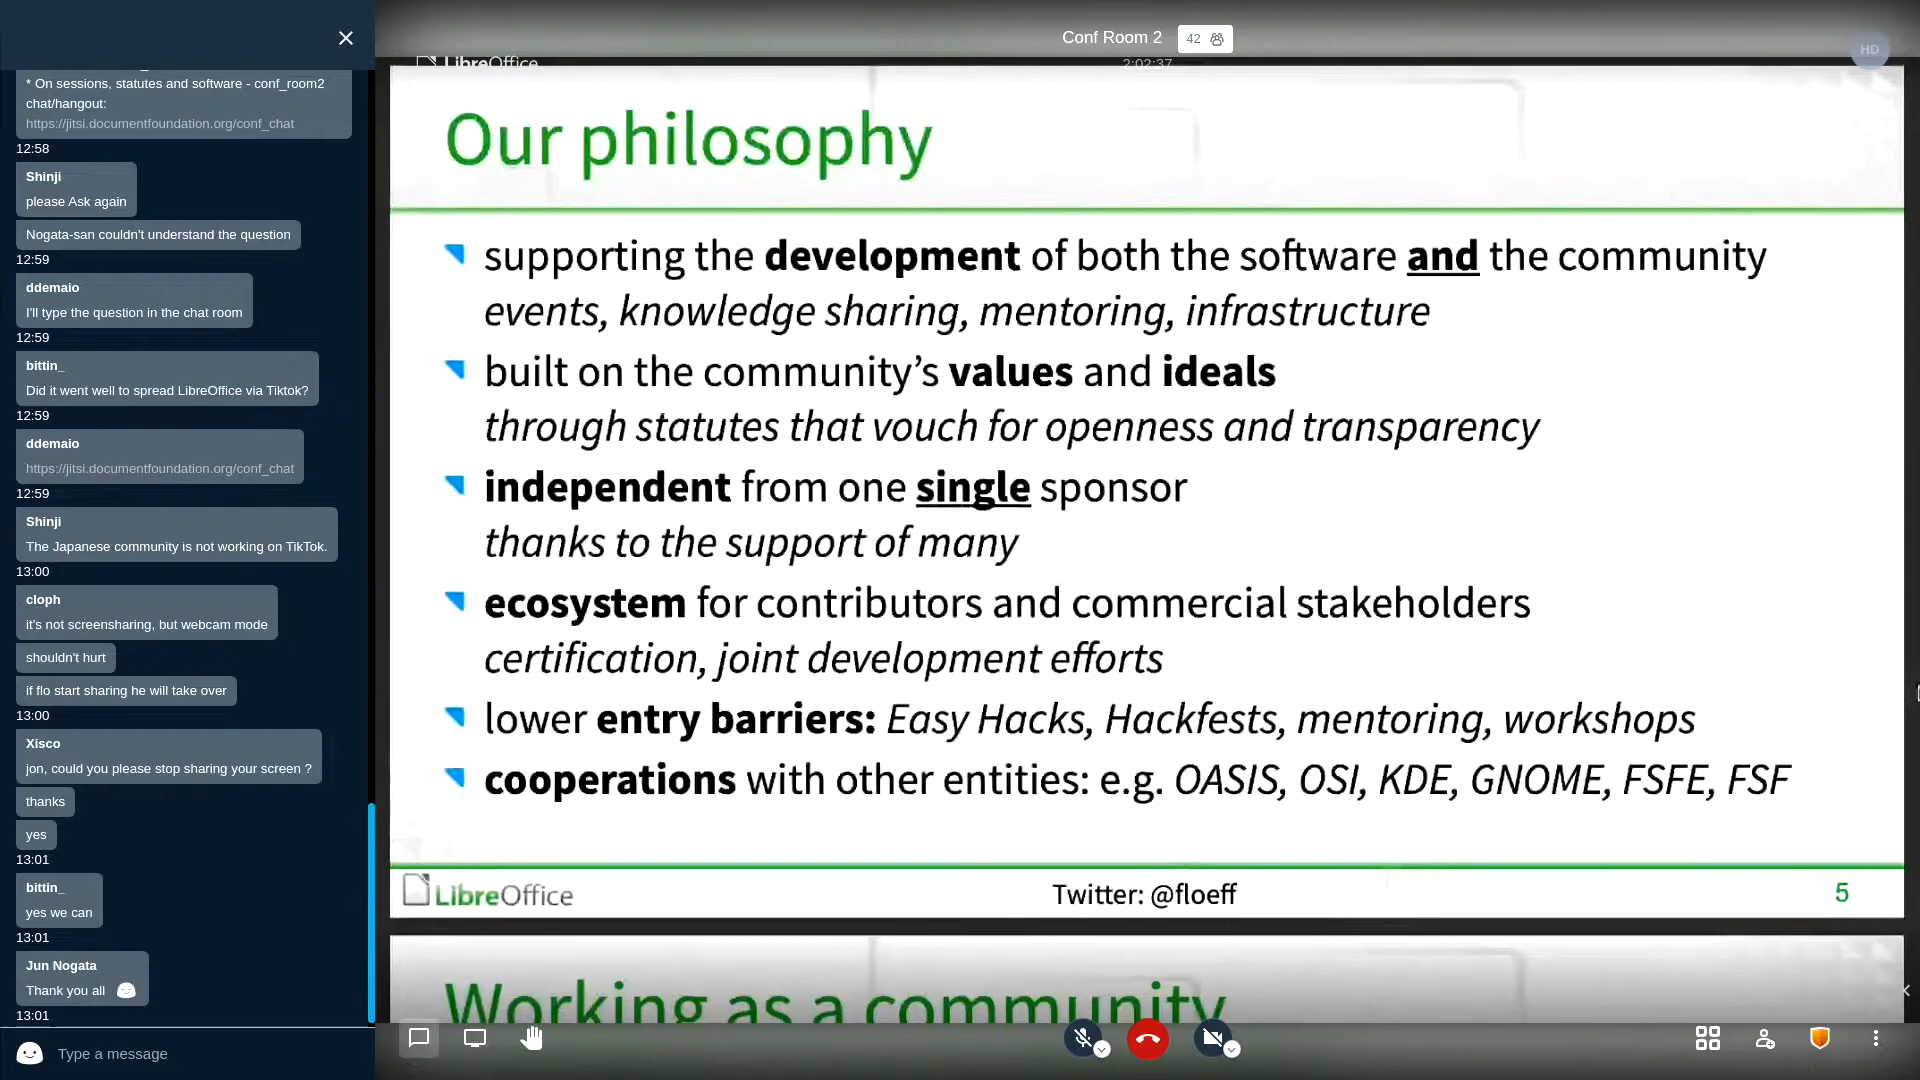 * On sessions, statutes and software - conf_room2
chat/hangout:
https://jitsi.documentfoundation.org/conf_chat
12:58
Shinji
please Ask again
Nogata-san couldn't understand the question
12:59
ddemaio
I'll type the question in the chat room
12:59
bittin_
Did it went well to spread LibreOffice via Tiktok?
12:59
ddemaio
https://jitsi.documentfoundation.org/conf_chat
12:59
Shinji
The Japanese community is not working on TikTok.
13:00
cloph
it's not screensharing, but webcam mode
shouldn't hurt
if flo start sharing he will take over
13:00
Xisco
jon, could you please stop sharing your screen ?
thanks
yes
13:01
bittin_
yes we can
13:01
Jun Nogata
Thank you all
13:01
Type a message
Conf Room 2
42
HD
LibreOffice
2:02:37
Our philosophy
supporting the development of both the software and the community
events, knowledge sharing, mentoring, infrastructure
built on the community’s values and ideals
through statutes that vouch for openness and transparency
independent from one single sponsor
thanks to the support of many
ecosystem for contributors and commercial stakeholders
certification, joint development efforts
lower entry barriers: Easy Hacks, Hackfests, mentoring, workshops
cooperations with other entities: e.g. OASIS, OSI, KDE, GNOME, FSFE, FSF
LibreOffice
Twitter: @floeff
5
Working as a community